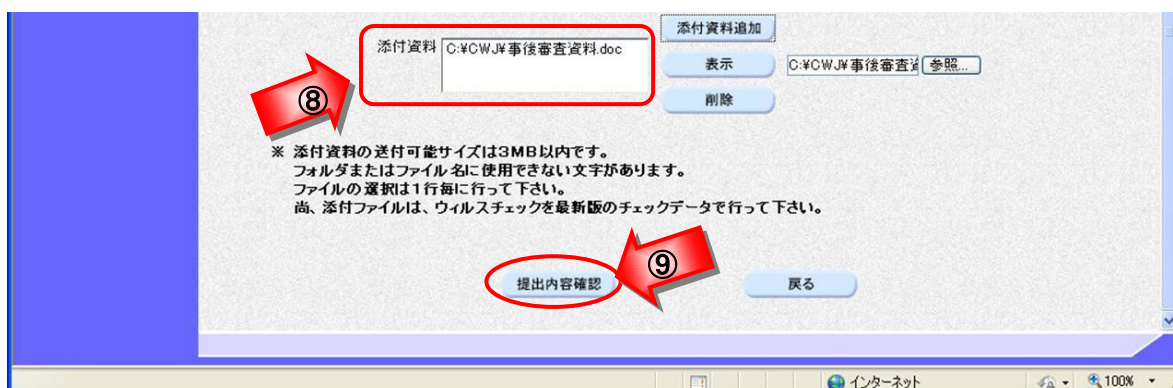 添付資料追加
添付資料 C:¥CWJ¥事後審査資料.doc
表示 C:¥CWJ¥事後審査 参照...
⑧
削除
※ 添付資料の送付可能サイズは3MB以内です。
フォルダまたはファイル名に使用できない文字があります。
ファイルの選択は1行毎に行って下さい。
尚、添付ファイルは、ウィルスチェックを最新版のチェックデータで行って下さい。
⑨
提出内容確認 戻る
インターネット 100%